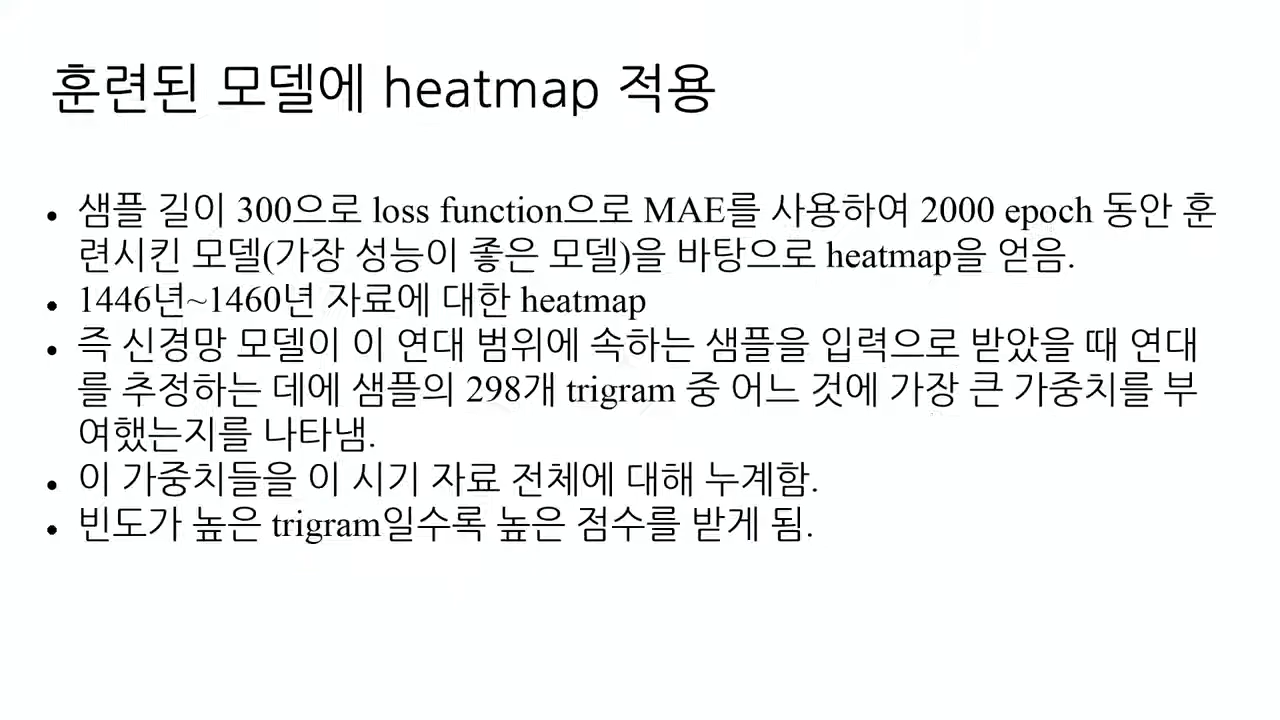 훈련된 모델에 heatmap 적용
• 샘플 길이 300으로 loss function으로 MAE를 사용하여 2000 epoch 동안 훈
련시킨 모델(가장 성능이 좋은 모델)을 바탕으로 heatmap을 얻음.
• 1446년~1460년 자료에 대한 heatmap
• 즉 신경망 모델이 이 연대 범위에 속하는 샘플을 입력으로 받았을 때 연대
를 추정하는 데에 샘플의 298개 trigram 중 어느 것에 가장 큰 가중치를 부
여했는지를 나타냄.
• 이 가중치들을 이 시기 자료 전체에 대해 누계함.
• 빈도가 높은 trigram일수록 높은 점수를 받게 됨.